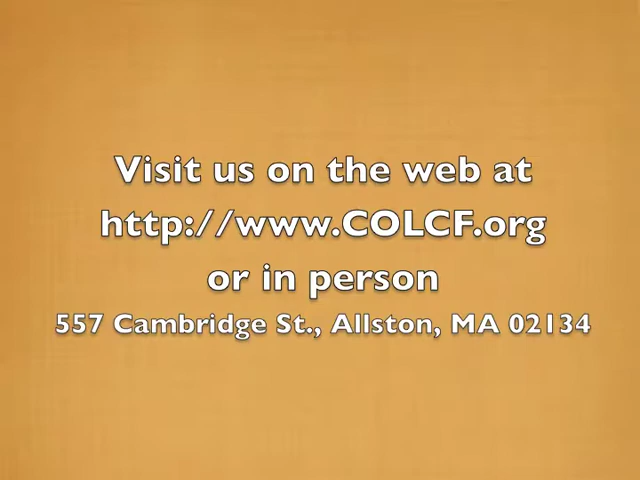 Visit us on the web at
http://www.COLCF.org
or in person
557 Cambridge St., Allston, MA 02134